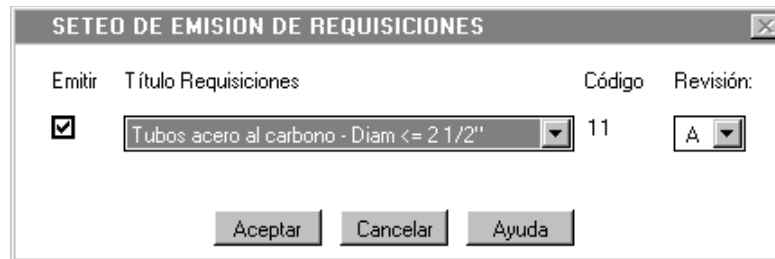 SETEO DE EMISION DE REQUISICIONES
Emitir Título Requisiciones Código Revisión:
Tubos acero al carbono - Diam <= 2 1/2" 11 A
Aceptar Cancelar Ayuda